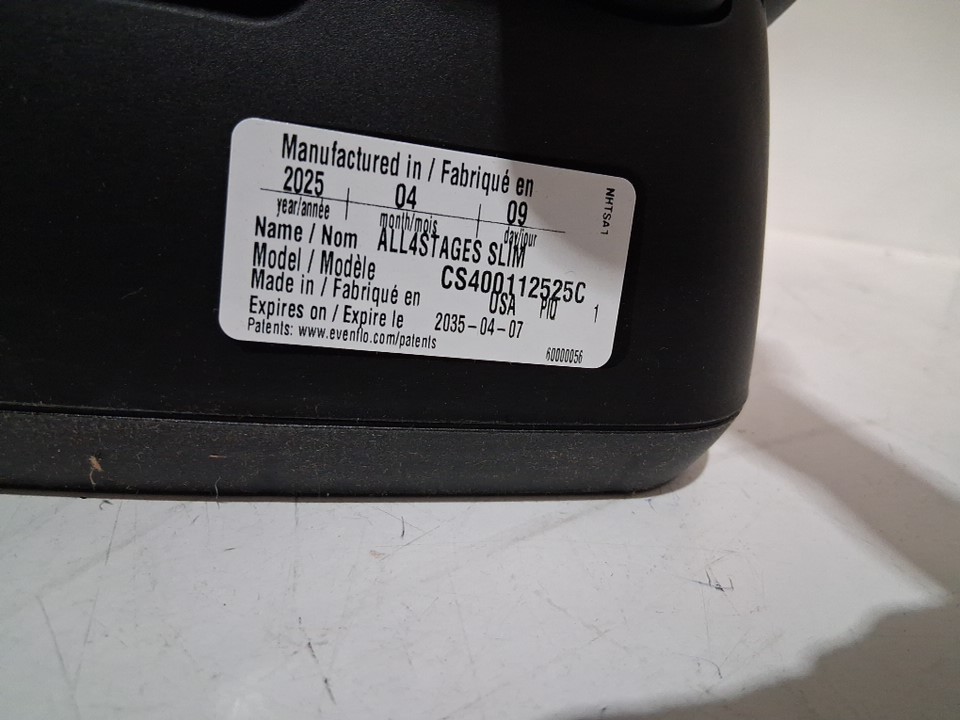 Manufactured in / Fabriqué en
2025 04 09
year/année month/mois day/jour
Name / Nom ALL4STAGES SLIM
Model / Modèle CS400112525C
Made in / Fabriqué en USA PIQ 1
Expires on / Expire le 2035-04-07
Patents: www.evenflo.com/patents
60000056
NHTSA1